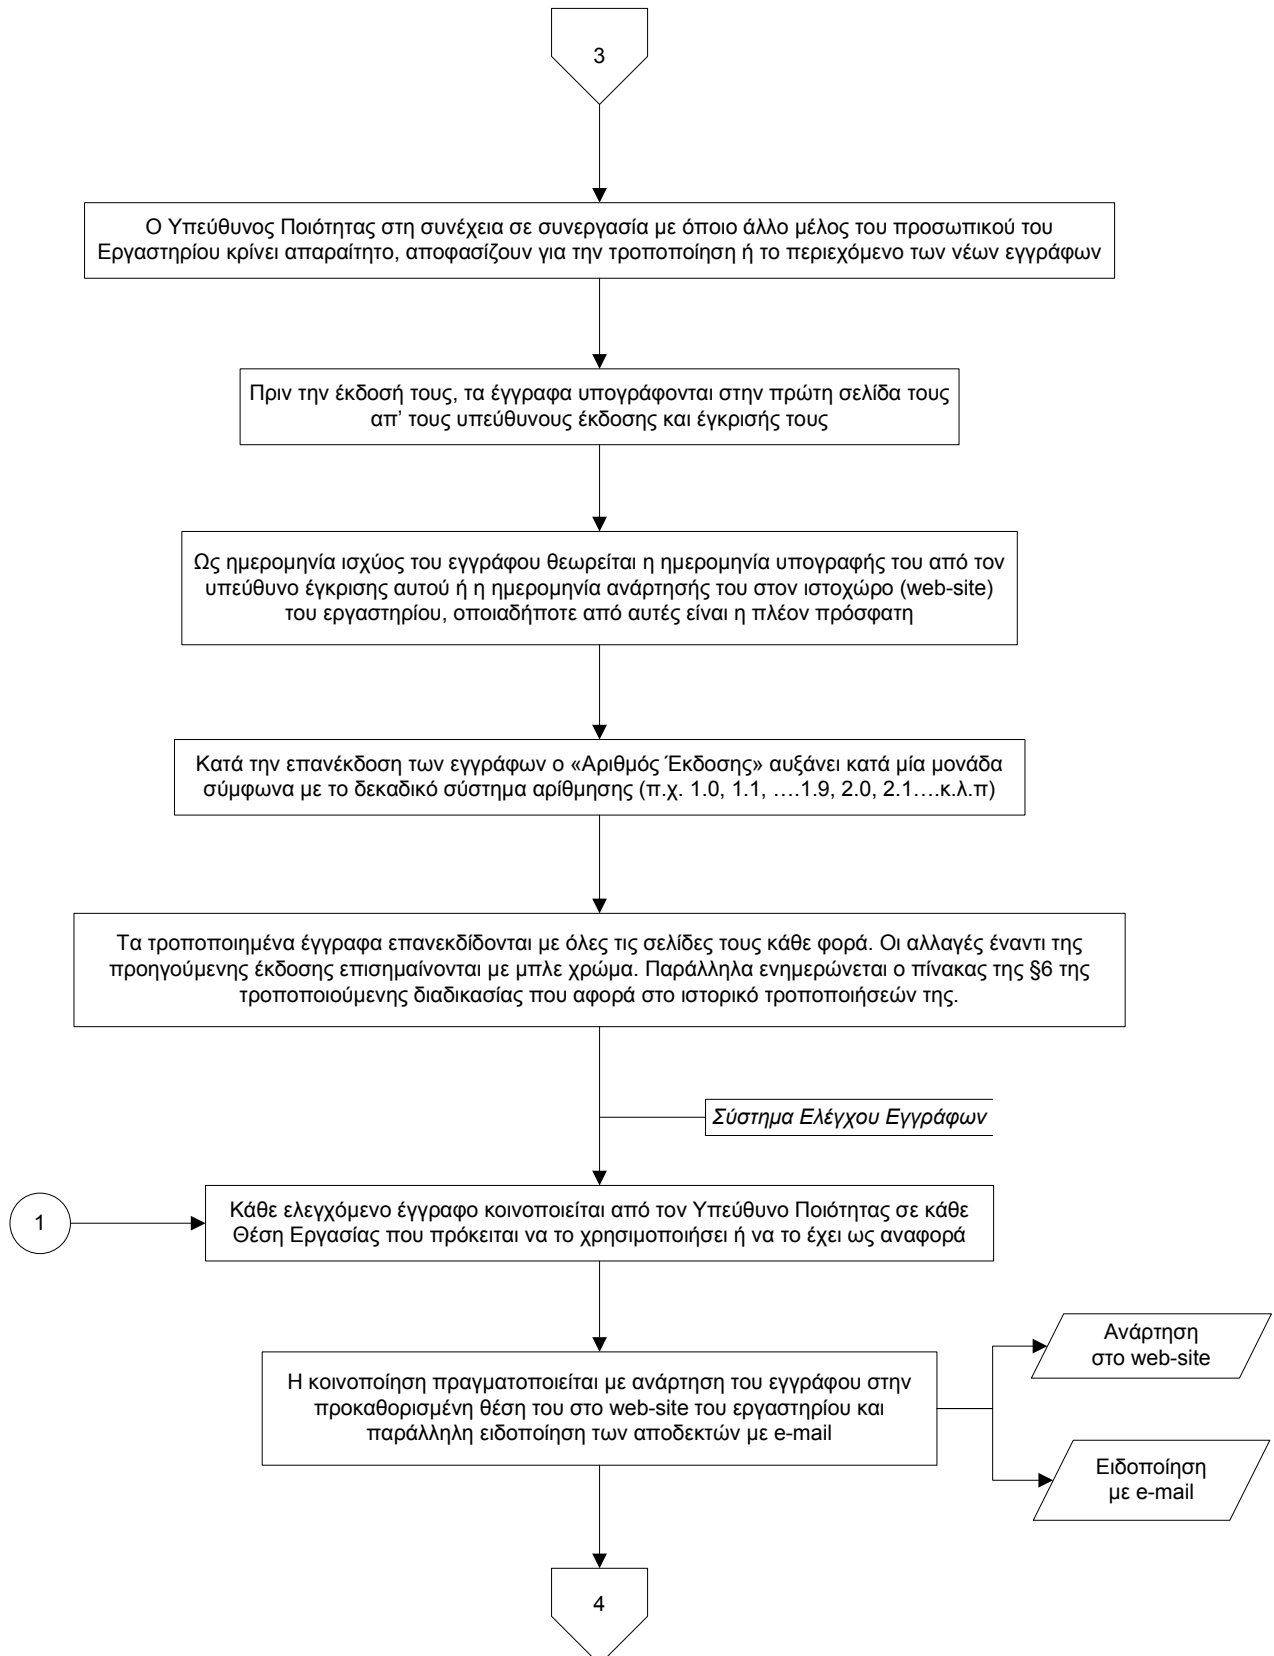 3
Ο Υπεύθυνος Ποιότητας στη συνέχεια σε συνεργασία με όποιο άλλο μέλος του προσωπικού του
Εργαστηρίου κρίνει απαραίτητο, αποφασίζουν για την τροποποίηση ή το περιεχόμενο των νέων εγγράφων
Πριν την έκδοσή τους, τα έγγραφα υπογράφονται στην πρώτη σελίδα τους
απ’ τους υπεύθυνους έκδοσης και έγκρισής τους
Ως ημερομηνία ισχύος του εγγράφου θεωρείται η ημερομηνία υπογραφής του από τον
υπεύθυνο έγκρισης αυτού ή η ημερομηνία ανάρτησής του στον ιστοχώρο (web-site)
του εργαστηρίου, οποιαδήποτε από αυτές είναι η πλέον πρόσφατη
Κατά την επανέκδοση των εγγράφων ο «Αριθμός Έκδοσης» αυξάνει κατά μία μονάδα
σύμφωνα με το δεκαδικό σύστημα αρίθμησης (π.χ. 1.0, 1.1, ….1.9, 2.0, 2.1….κ.λ.π)
Τα τροποποιημένα έγγραφα επανεκδίδονται με όλες τις σελίδες τους κάθε φορά. Οι αλλαγές έναντι της
προηγούμενης έκδοσης επισημαίνονται με μπλε χρώμα. Παράλληλα ενημερώνεται ο πίνακας της §6 της
τροποποιούμενης διαδικασίας που αφορά στο ιστορικό τροποποιήσεών της.
Σύστημα Ελέγχου Εγγράφων
1
Κάθε ελεγχόμενο έγγραφο κοινοποιείται από τον Υπεύθυνο Ποιότητας σε κάθε
Θέση Εργασίας που πρόκειται να το χρησιμοποιήσει ή να το έχει ως αναφορά
Η κοινοποίηση πραγματοποιείται με ανάρτηση του εγγράφου στην
προκαθορισμένη θέση του στο web-site του εργαστηρίου και
παράλληλη ειδοποίηση των αποδεκτών με e-mail
Ανάρτηση
στο web-site
Ειδοποίηση
με e-mail
4